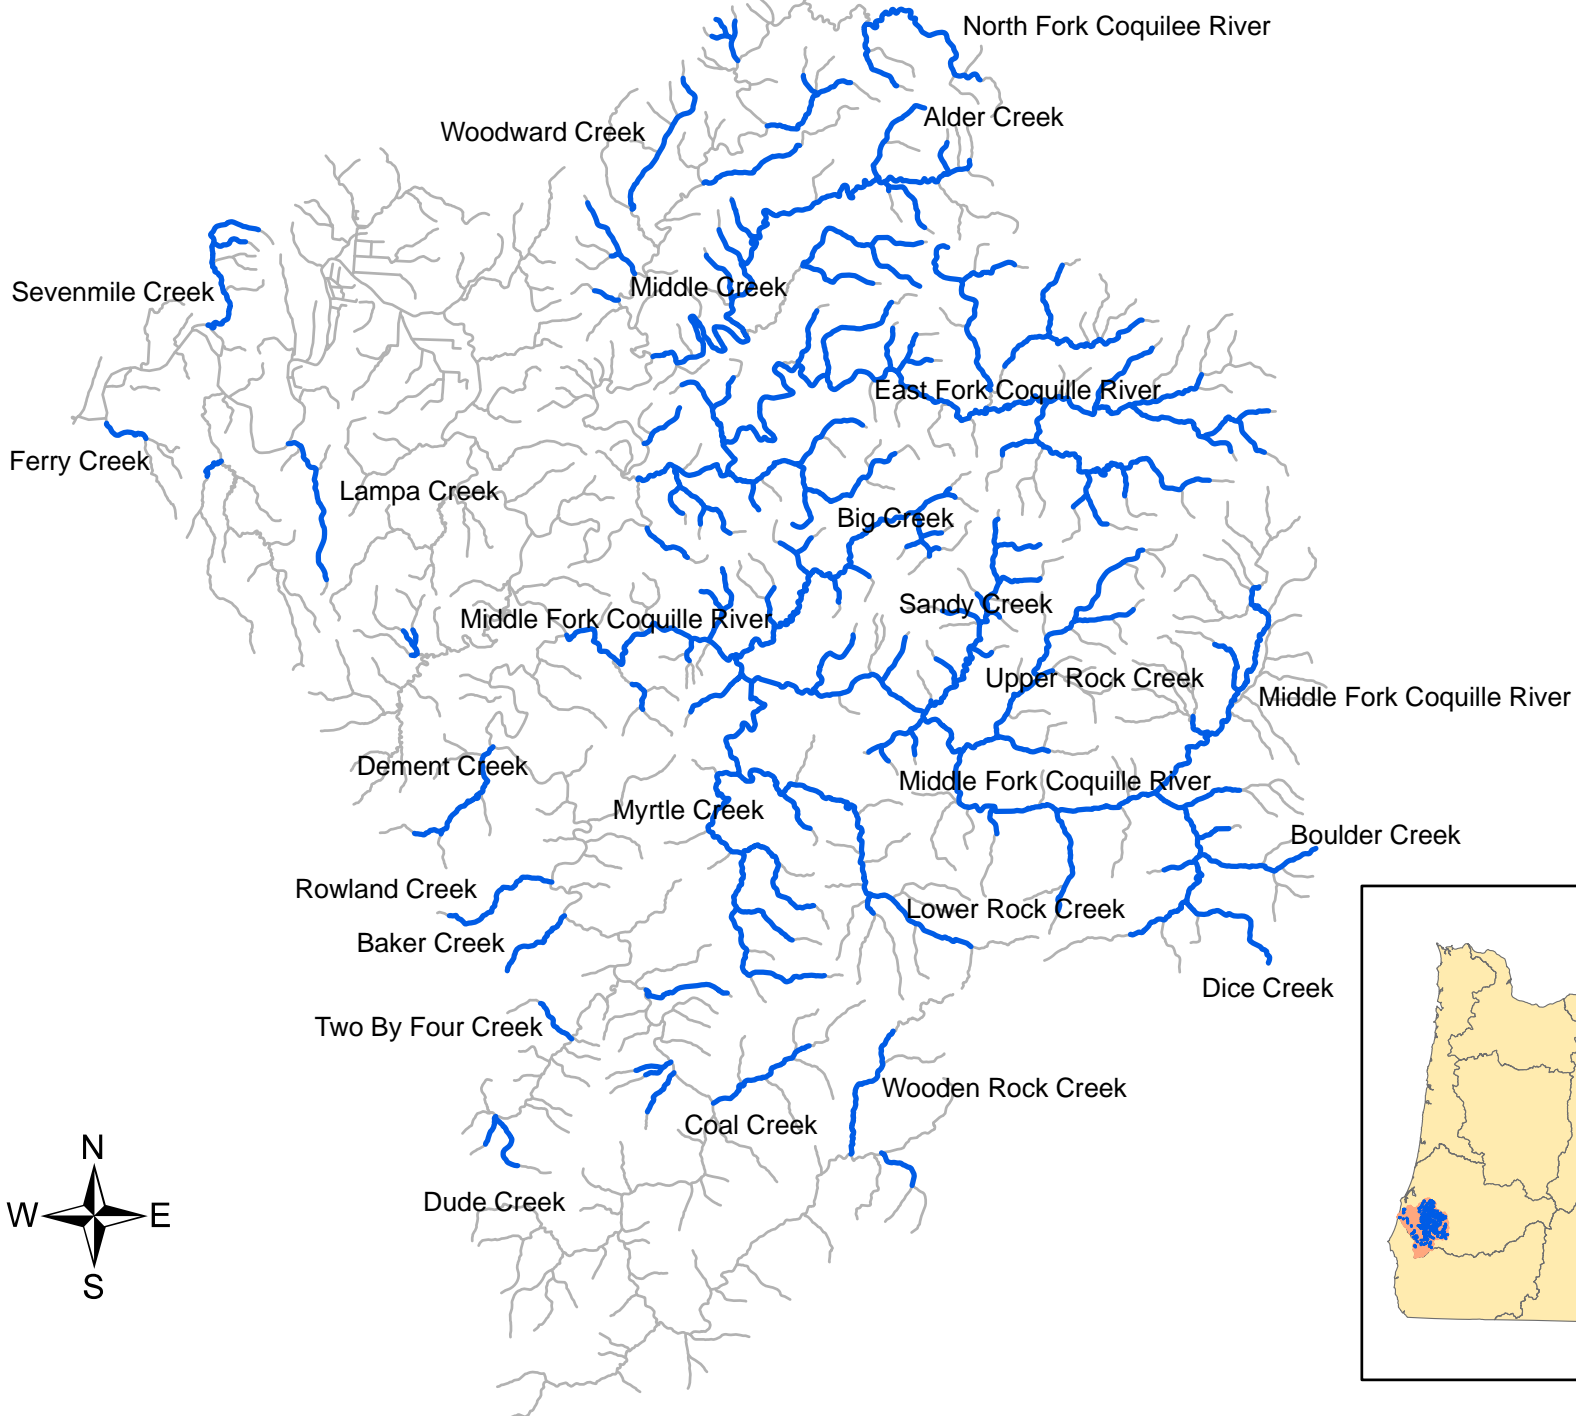 North Fork Coquilee River
Alder Creek
Woodward Creek
Sevenmile Creek
Middle Creek
East Fork Coquille River
Ferry Creek
Lampa Creek
Big Creek
Sandy Creek
Middle Fork Coquille River
Upper Rock Creek
Middle Fork Coquille River
Dement Creek
Middle Fork Coquille River
Myrtle Creek
Boulder Creek
Rowland Creek
Lower Rock Creek
Baker Creek
Dice Creek
Two By Four Creek
Wooden Rock Creek
Coal Creek
N
Dude Creek
W
E
S